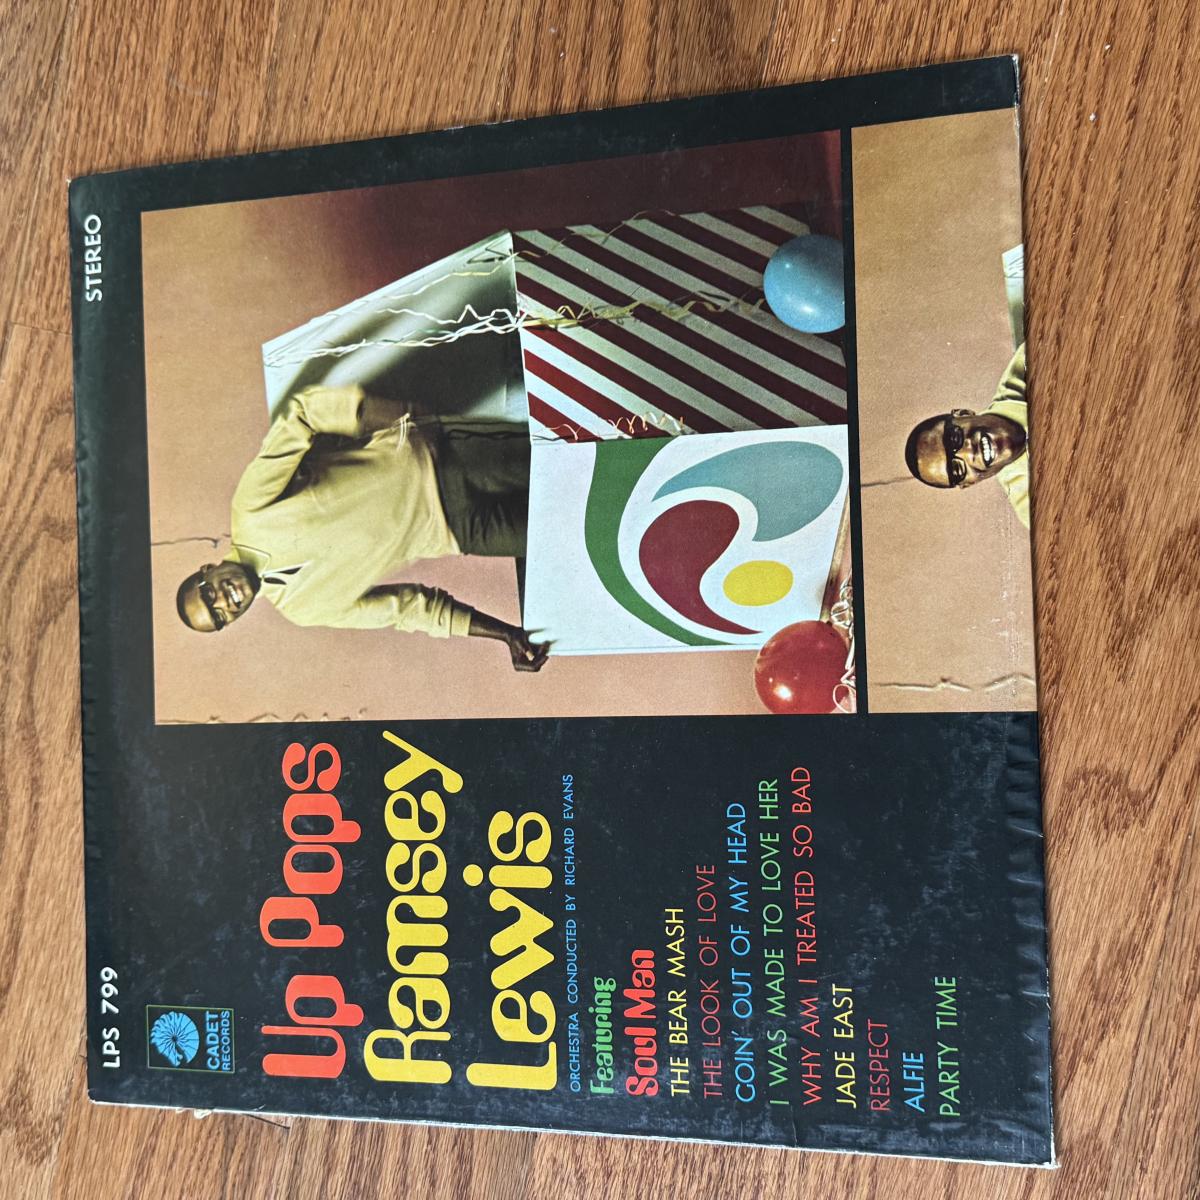 LPS 799
STEREO
CADET
RECORDS
Up Pops
Ramsey
Lewis
ORCHESTRA CONDUCTED BY RICHARD EVANS
Featuring
Soul Man
THE BEAR MASH
THE LOOK OF LOVE
GOIN' OUT OF MY HEAD
I WAS MADE TO LOVE HER
WHY AM I TREATED SO BAD
JADE EAST
RESPECT
ALFIE
PARTY TIME